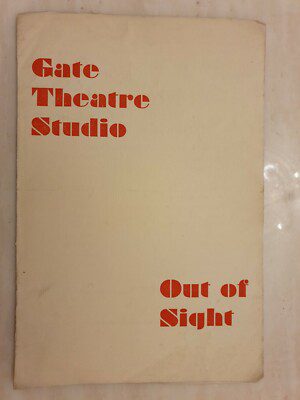 Gate
Theatre
Studio
Out of
Sight